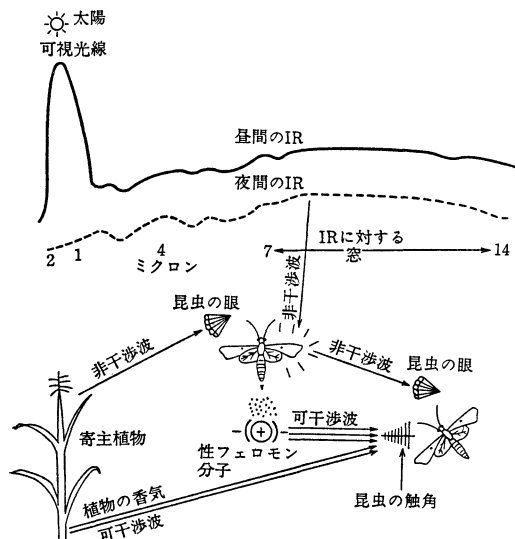 太陽
可視光線
昼間のIR
夜間のIR
2 1 4 7 14
ミクロン
IRに対する
窓
非干渉波
昆虫の眼
非干渉波
非干渉波
昆虫の眼
寄主植物
可干渉波
性フェロモン
分子
植物の香気
可干渉波
昆虫の触角